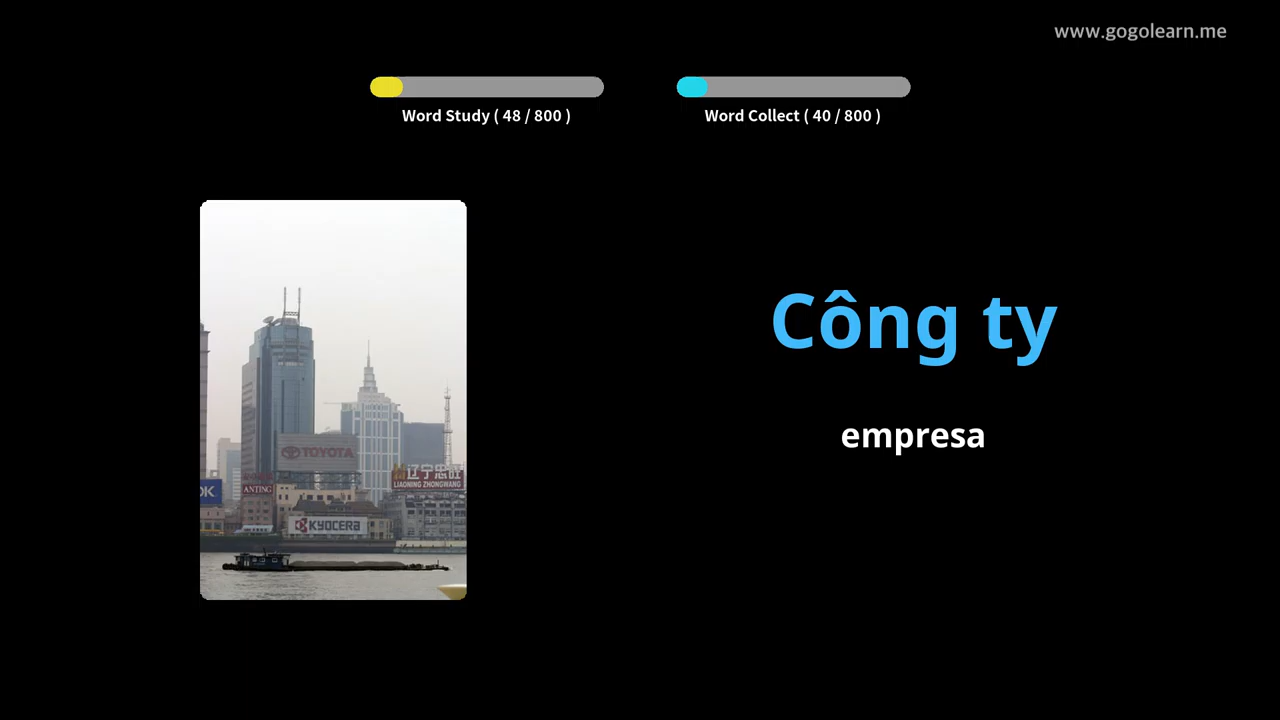 www.gogolearn.me
Word Study ( 48 / 800 )
Word Collect ( 40 / 800 )
Công ty
empresa
TOYOTA
辽宁忠旺
LIAONING ZHONGWANG
OK
ANTING
KYOCERA